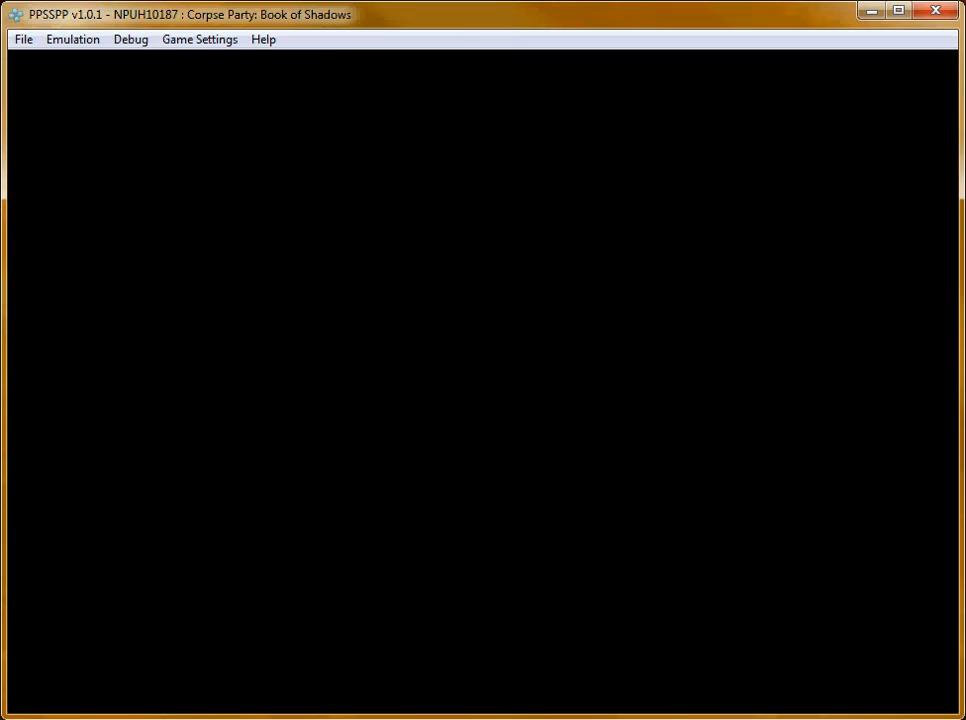 PPSSPP v1.0.1 - NPUH10187 : Corpse Party: Book of Shadows
File Emulation Debug Game Settings Help